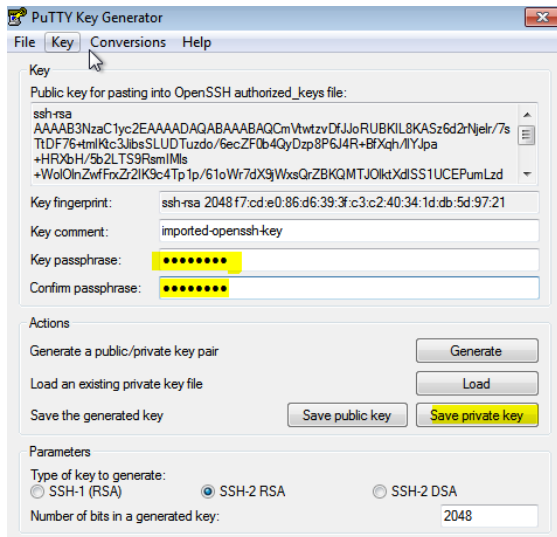 PuTTY Key Generator
File Key Conversions Help
Key
Public key for pasting into OpenSSH authorized_keys file:
ssh-rsa
AAAAB3NzaC1yc2EAAAADAQABAAABAQCmVtwtzvDfJJoRUBKIL8KASz6d2rNjelr/7s
TtDF76+tmlKtc3JibsSLUDTuzdo/6ecZF0b4QyDzp8P6J4R+BfXqh/IlYJpa
+HRXbH/5b2LTS9RsmIMls
+WolOlnZwfFrxZr2IK9c4Tp1p/61oWr7dX9jWxsQrZBKQMTJOlktXdlSS1UCEPumLzd
Key fingerprint: ssh-rsa 2048 f7:cd:e0:86:d6:39:3f:c3:c2:40:34:1d:db:5d:97:21
Key comment: imported-openssh-key
Key passphrase: ●●●●●●●●
Confirm passphrase: ●●●●●●●●
Actions
Generate a public/private key pair Generate
Load an existing private key file Load
Save the generated key Save public key Save private key
Parameters
Type of key to generate:
SSH-1 (RSA) SSH-2 RSA SSH-2 DSA
Number of bits in a generated key: 2048